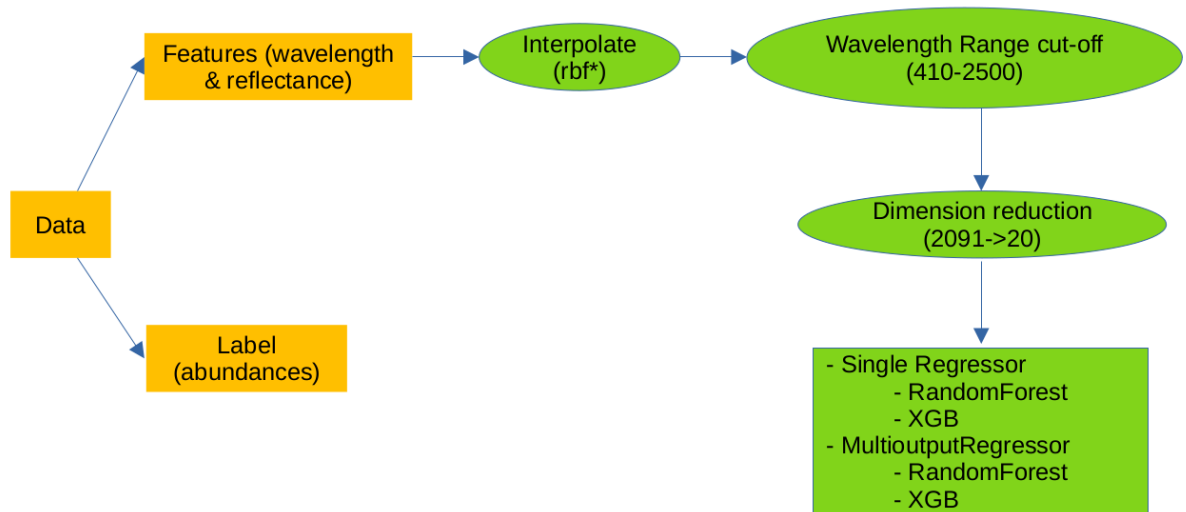 Features (wavelength
& reflectance)
Interpolate
(rbf*)
Wavelength Range cut-off
(410-2500)
Data
Dimension reduction
(2091->20)
Label
(abundances)
- Single Regressor
- RandomForest
- XGB
- MultioutputRegressor
- RandomForest
- XGB